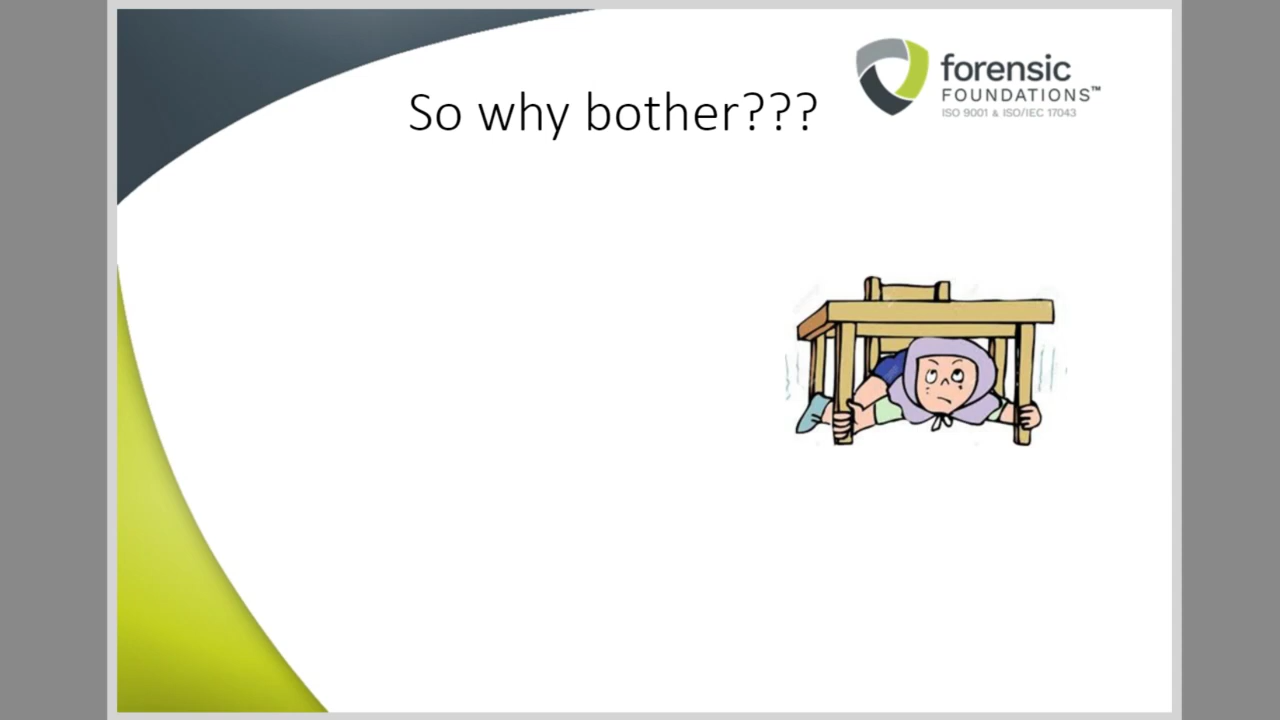 So why bother???
forensic
FOUNDATIONS™
ISO 9001 & ISO/IEC 17043